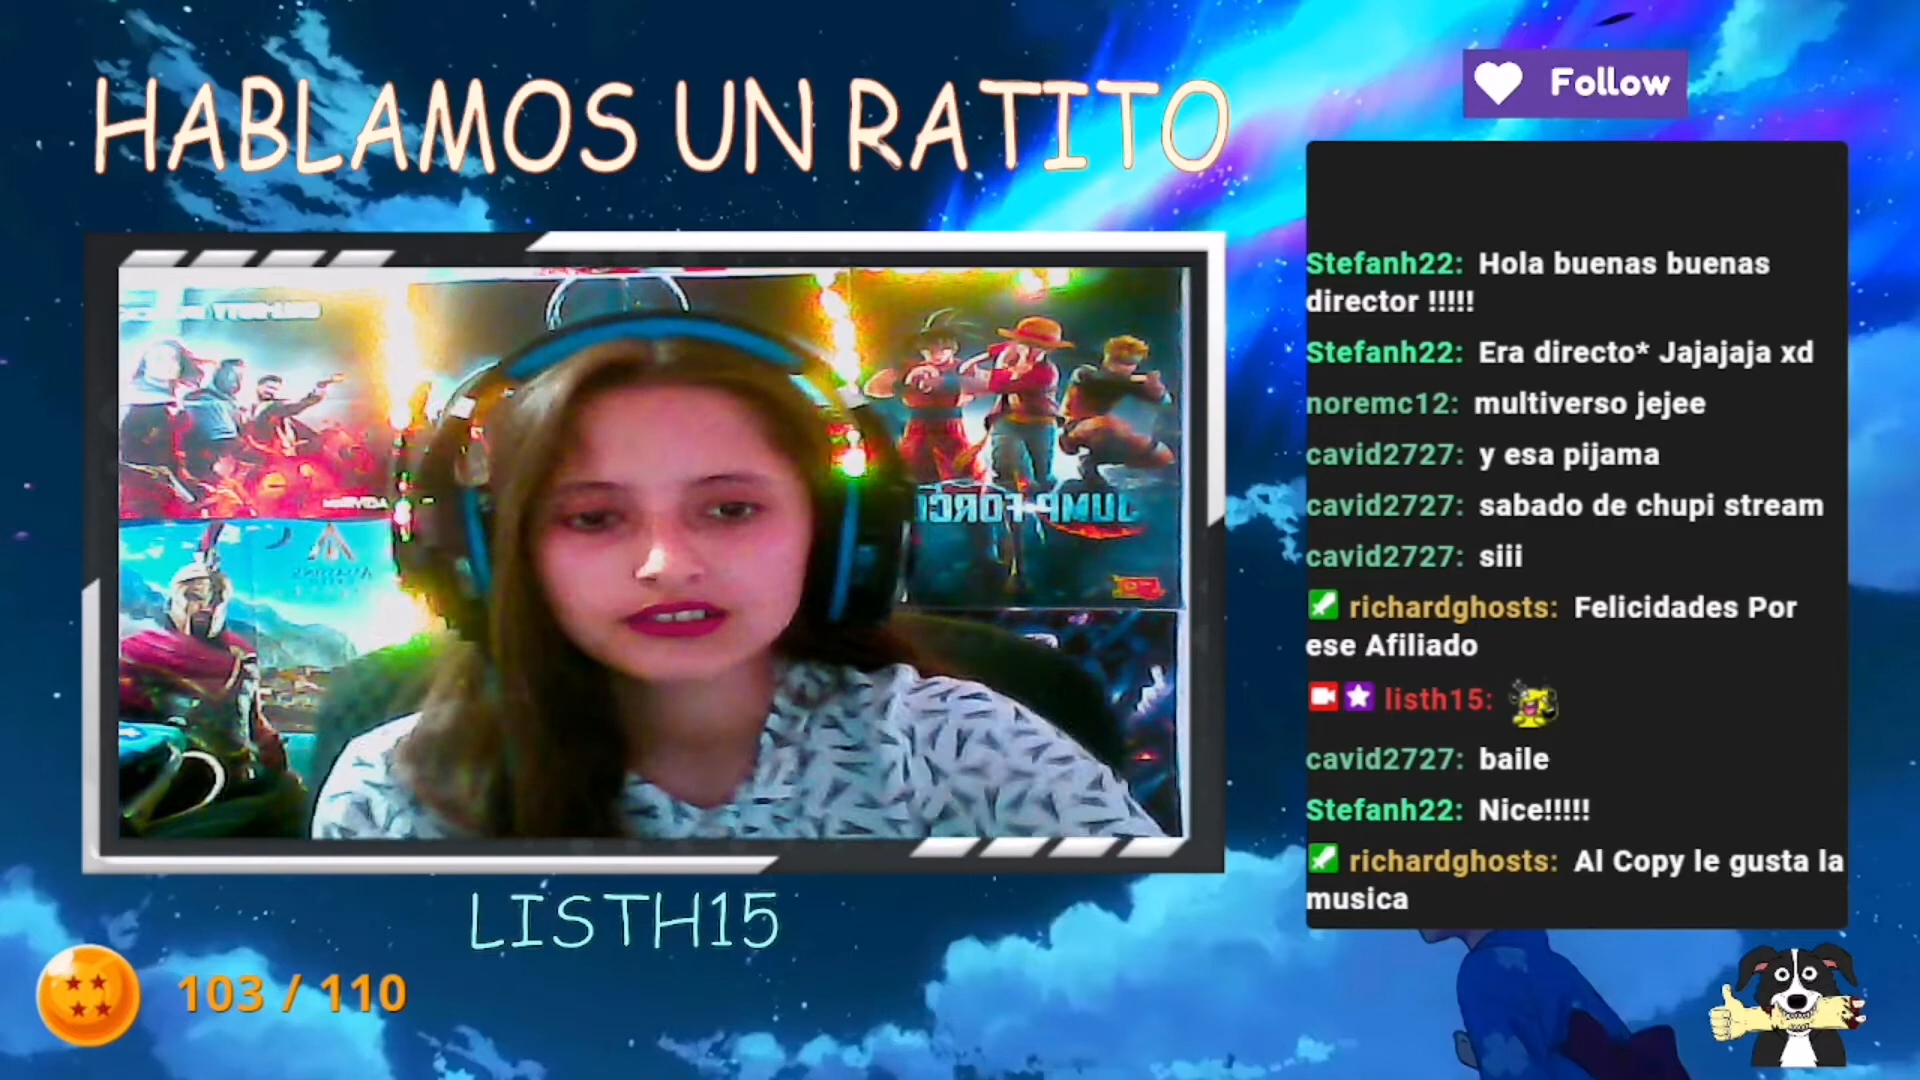 HABLAMOS UN RATITO
Follow
Stefanh22: Hola buenas buenas
director !!!!!
Stefanh22: Era directo* Jajajaja xd
noremc12: multiverso jejee
cavid2727: y esa pijama
cavid2727: sabado de chupi stream
cavid2727: siii
richardghosts: Felicidades Por
ese Afiliado
listh15:
cavid2727: baile
Stefanh22: Nice!!!!!
richardghosts: Al Copy le gusta la
musica
JUMP FORCE
LISTH15
103 / 110